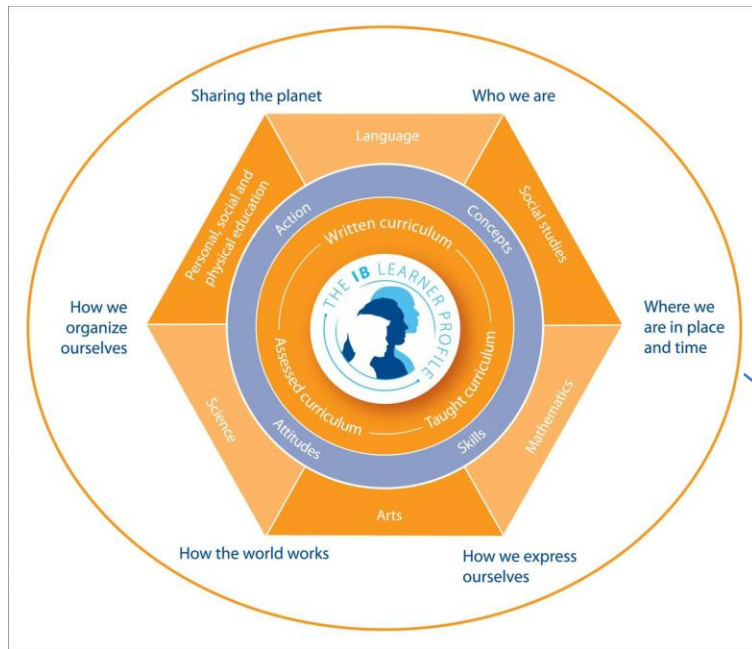 Sharing the planet
Who we are
Language
Personal, social and
physical education
Social studies
Action
Concepts
Written curriculum
THE IB LEARNER PROFILE
How we
organize
ourselves
Where we
are in place
and time
Assessed curriculum
Taught curriculum
Science
Attitudes
Skills
Mathematics
Arts
How the world works
How we express
ourselves